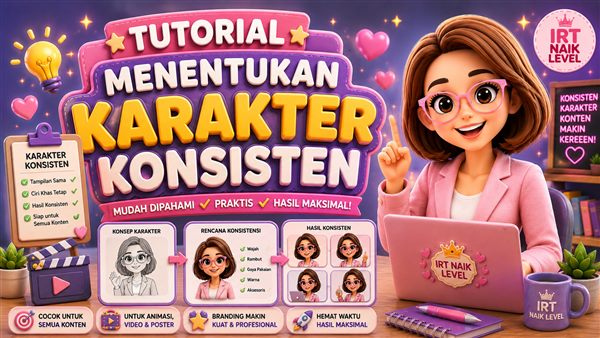 TUTORIAL
MENENTUKAN
KARAKTER
KONSISTEN
MUDAH DIPAHAMI ✓ PRAKTIS ✓ HASIL MAKSIMAL!
IRT
NAIK
LEVEL
KONSISTEN
KARAKTER
KONTEN
MAKIN
KEREEEN!
KARAKTER
KONSISTEN
Tampilan Sama
Ciri Khas Tetap
Hasil Konsisten
Siap untuk
Semua Konten
KONSEP KARAKTER
RENCANA KONSISTENSI
Wajah
Rambut
Gaya Pakaian
Warna
Aksesoris
HASIL KONSISTEN
IRT NAIK
LEVEL
IRT
NAIK
LEVEL
COCOK UNTUK
SEMUA KONTEN
UNTUK ANIMASI,
VIDEO & POSTER
BRANDING MAKIN
KUAT & PROFESIONAL
HEMAT WAKTU
HASIL MAKSIMAL